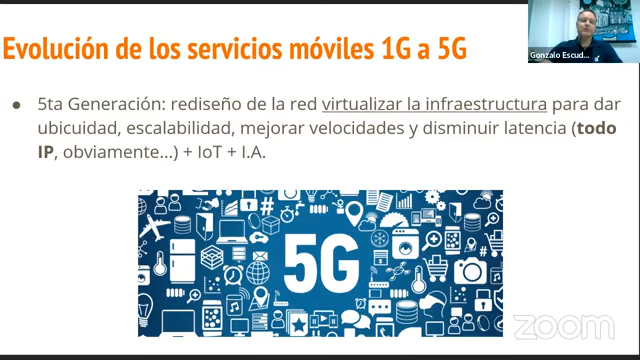 Evolución de los servicios móviles 1G a 5G
Gonzalo Escud...
● 5ta Generación: rediseño de la red virtualizar la infraestructura para dar
ubicuidad, escalabilidad, mejorar velocidades y disminuir latencia (todo
IP, obviamente...) + IoT + I.A.
5G
zoom